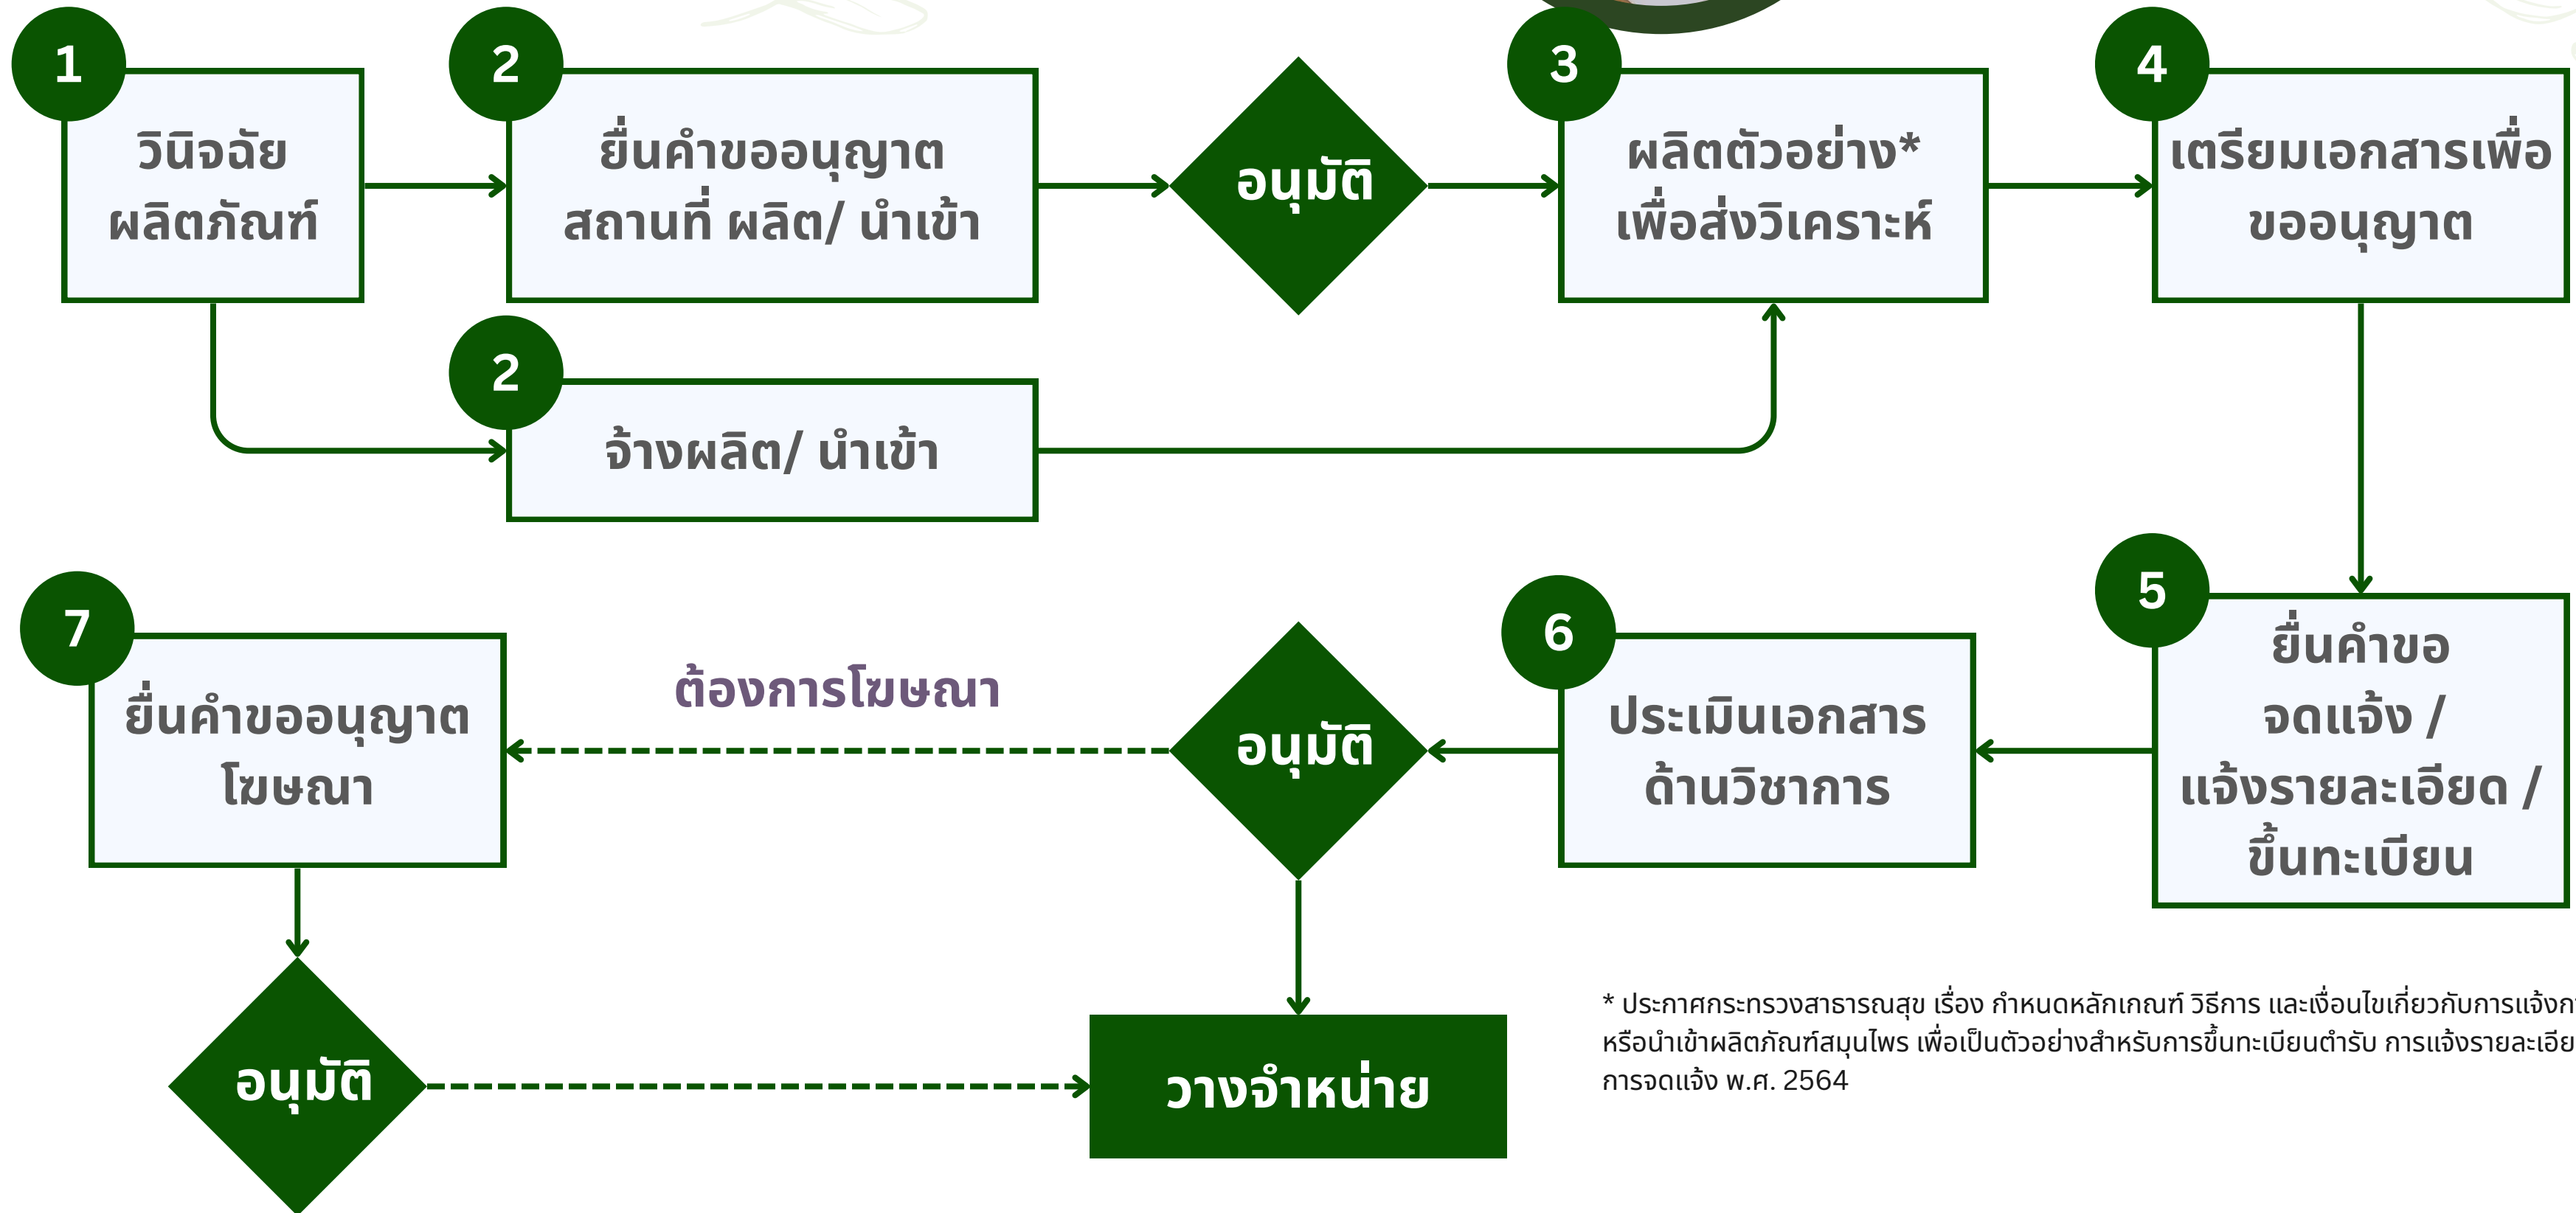 1
วินิจฉัย
ผลิตภัณฑ์
2
ยื่นคำขออนุญาต
สถานที่ ผลิต/ นำเข้า
อนุมัติ
3
ผลิตตัวอย่าง*
เพื่อส่งวิเคราะห์
4
เตรียมเอกสารเพื่อ
ขออนุญาต
2
จ้างผลิต/ นำเข้า
5
ยื่นคำขอ
จดแจ้ง /
แจ้งรายละเอียด /
ขึ้นทะเบียน
6
ประเมินเอกสาร
ด้านวิชาการ
อนุมัติ
ต้องการโฆษณา
7
ยื่นคำขออนุญาต
โฆษณา
อนุมัติ
วางจำหน่าย
* ประกาศกระทรวงสาธารณสุข เรื่อง กำหนดหลักเกณฑ์ วิธีการ และเงื่อนไขเกี่ยวกับการแจ้ง
หรือนำเข้าผลิตภัณฑ์สมุนไพร เพื่อเป็นตัวอย่างสำหรับการขึ้นทะเบียนตำรับ การแจ้งรายละเอีย
การจดแจ้ง พ.ศ. 2564